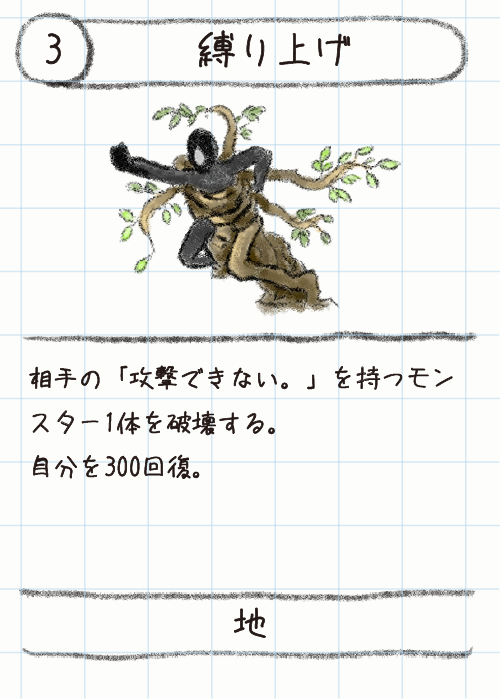 3
縛り上げ
相手の「攻撃できない。」を持つモン
スター1体を破壊する。
自分を300回復。
地